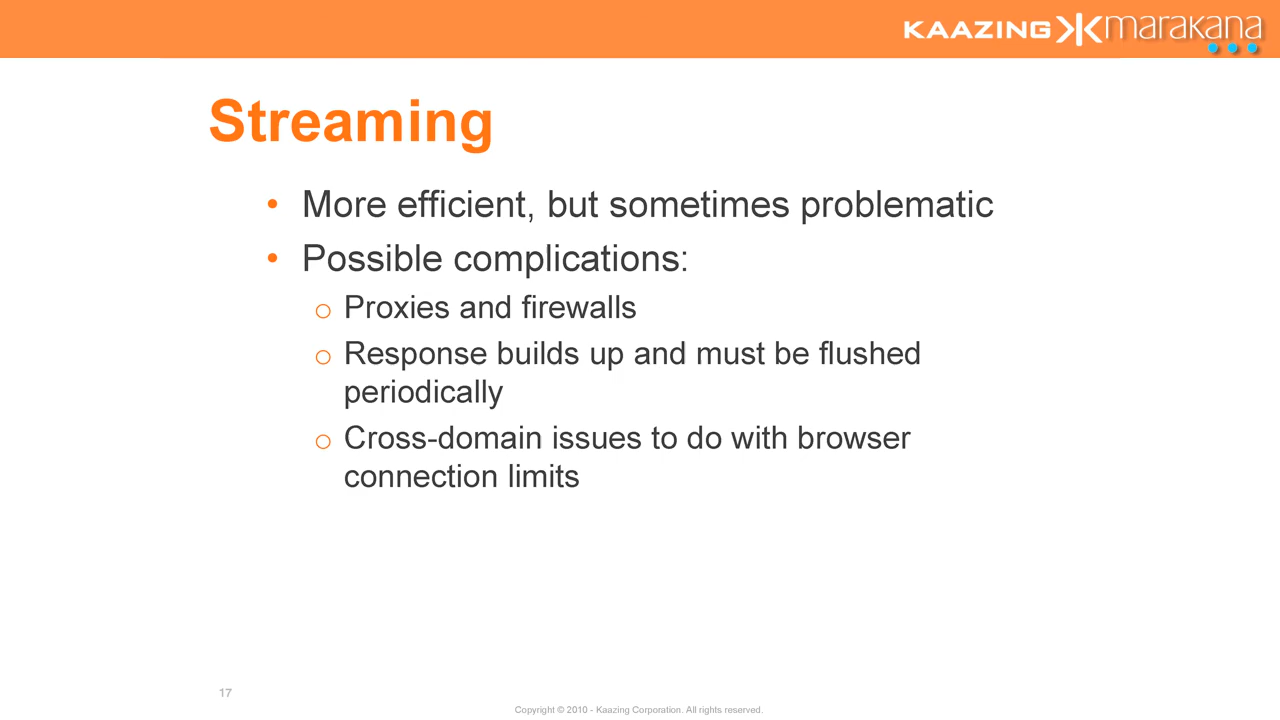 KAAZING marakana
Streaming
• More efficient, but sometimes problematic
• Possible complications:
o Proxies and firewalls
o Response builds up and must be flushed
periodically
o Cross-domain issues to do with browser
connection limits
17
Copyright © 2010 - Kaazing Corporation. All rights reserved.